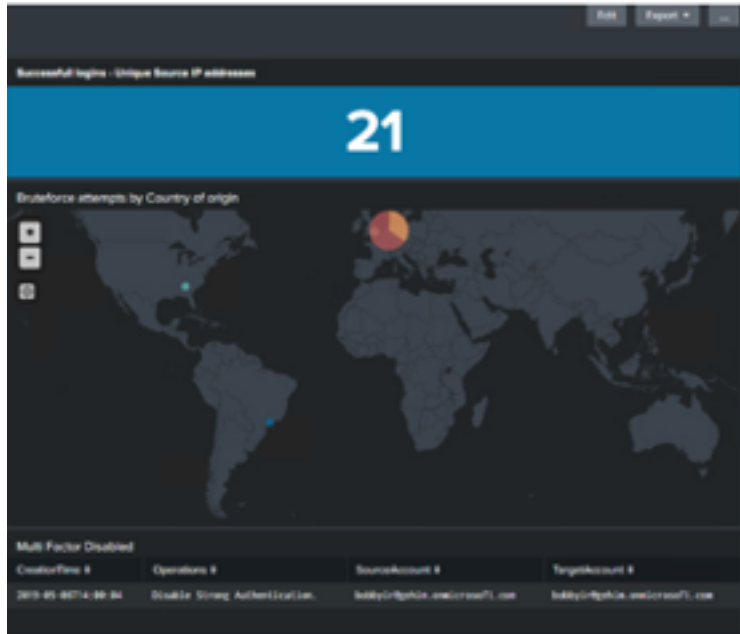 Edit Export ...
Successful logins - Unique Source IP addresses
21
Bruteforce attempts by Country of origin
+
−
Multi Factor Disabled
CreationTime Operations SourceAccount TargetAccount
Disable Strong Authentication.